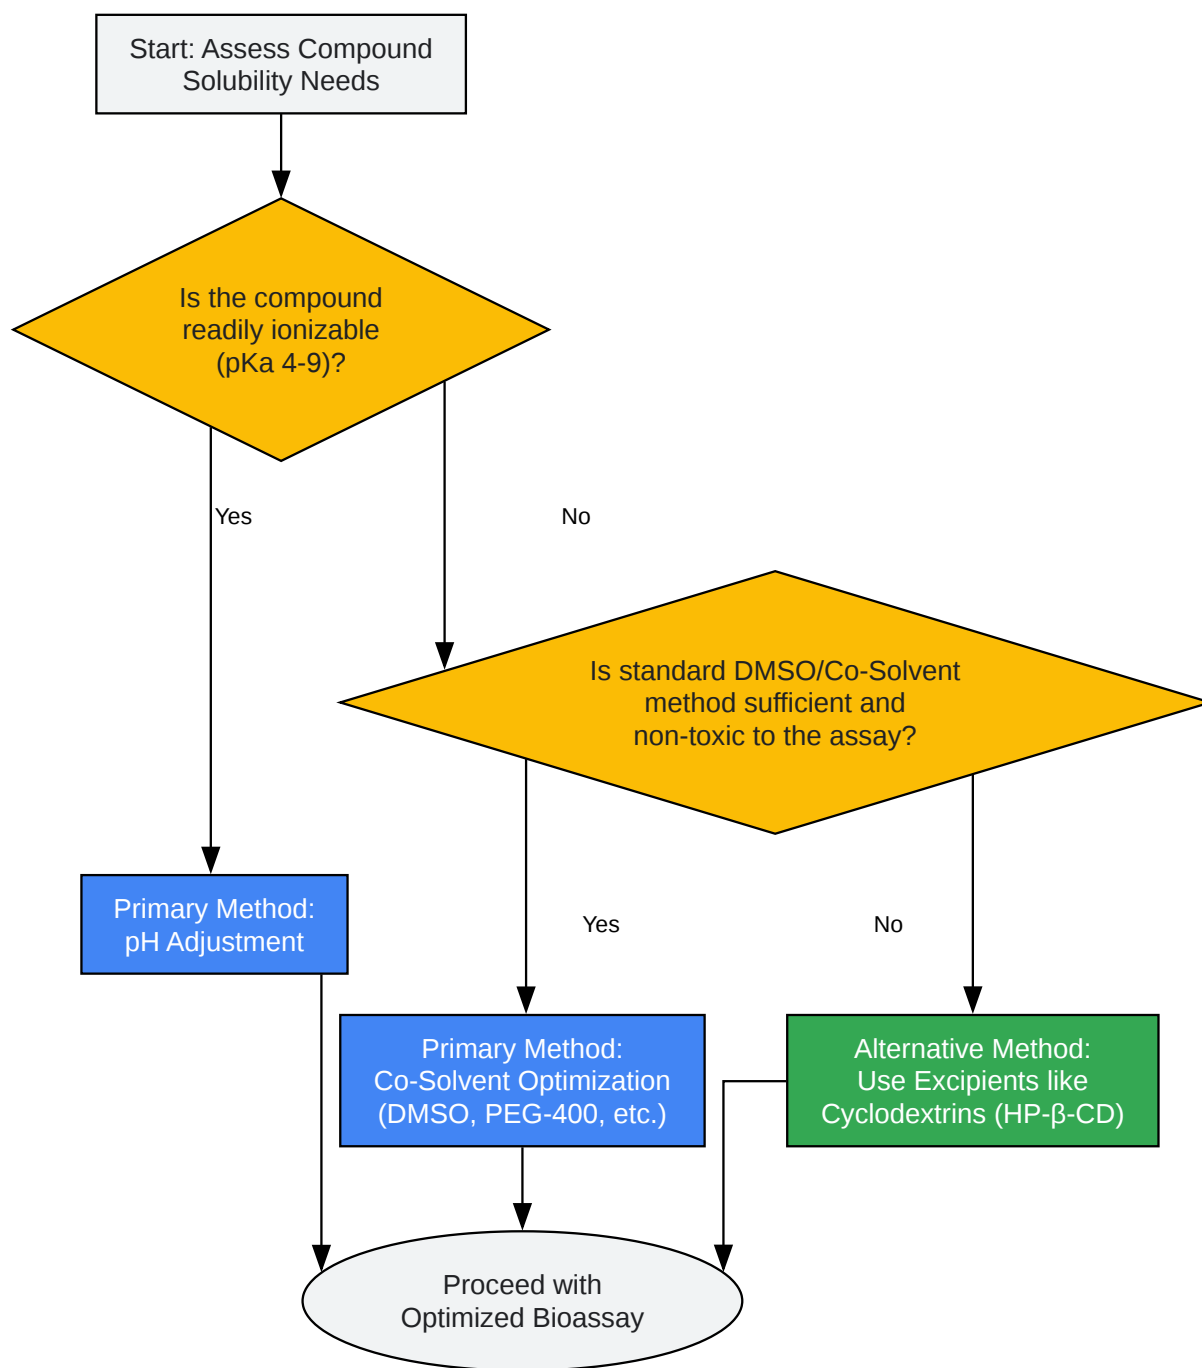 Start: Assess Compound
Solubility Needs
Is the compound
readily ionizable
(pKa 4-9)?
Yes
No
Is standard DMSO/Co-Solvent
method sufficient and
non-toxic to the assay?
Primary Method:
pH Adjustment
Yes
No
Primary Method:
Co-Solvent Optimization
(DMSO, PEG-400, etc.)
Alternative Method:
Use Excipients like
Cyclodextrins (HP-β-CD)
Proceed with
Optimized Bioassay